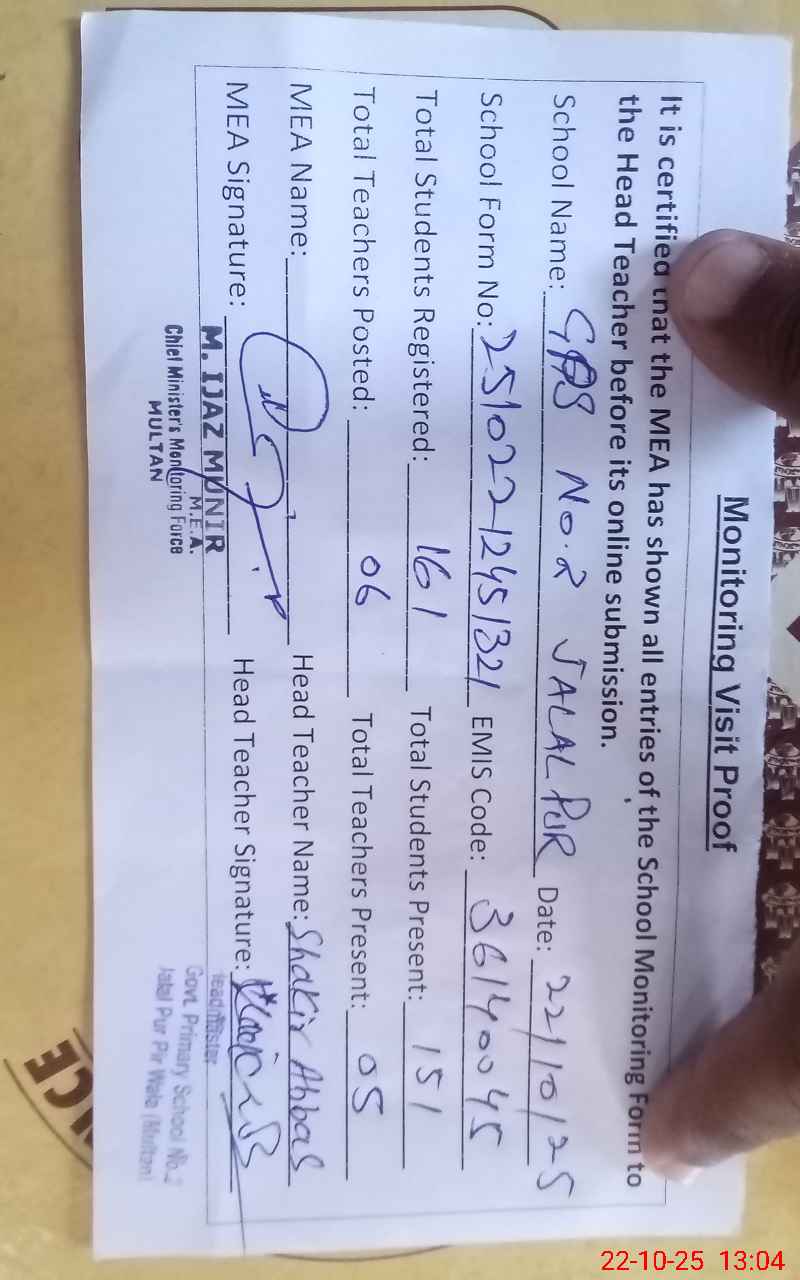 Monitoring Visit Proof
It is certified that the MEA has shown all entries of the School Monitoring Form to
the Head Teacher before its online submission.
School Name: GPS No.2 JALAL PUR Date: 22/10/25
School Form No: 25102212451321 EMIS Code: 36140045
Total Students Registered: 161 Total Students Present: 151
Total Teachers Posted: 06 Total Teachers Present: 05
MEA Name: Head Teacher Name: Shakir Abbas
MEA Signature: Head Teacher Signature:
M. IJAZ MUNIR
M.E.A.
Chief Minister's Monitoring Force
MULTAN
Headmaster
Govt. Primary School No.2
Jalal Pur Pir Wala (Multan)
NCE
22-10-25 13:04